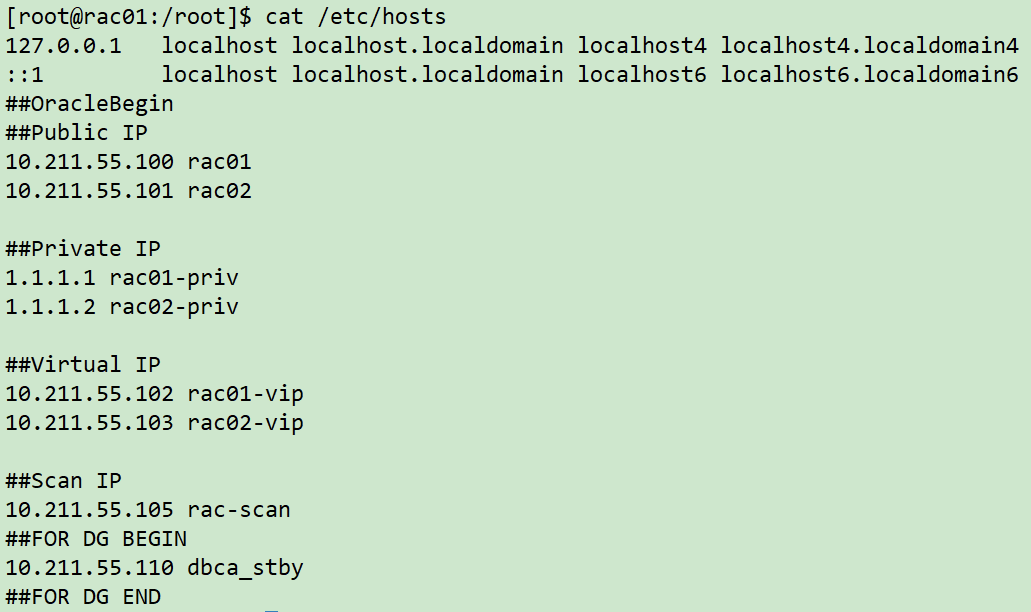 [root@rac01:/root]$ cat /etc/hosts
127.0.0.1   localhost localhost.localdomain localhost4 localhost4.localdomain4
::1         localhost localhost.localdomain localhost6 localhost6.localdomain6
##OracleBegin
##Public IP
10.211.55.100 rac01
10.211.55.101 rac02

##Private IP
1.1.1.1 rac01-priv
1.1.1.2 rac02-priv

##Virtual IP
10.211.55.102 rac01-vip
10.211.55.103 rac02-vip

##Scan IP
10.211.55.105 rac-scan
##FOR DG BEGIN
10.211.55.110 dbca_stby
##FOR DG END